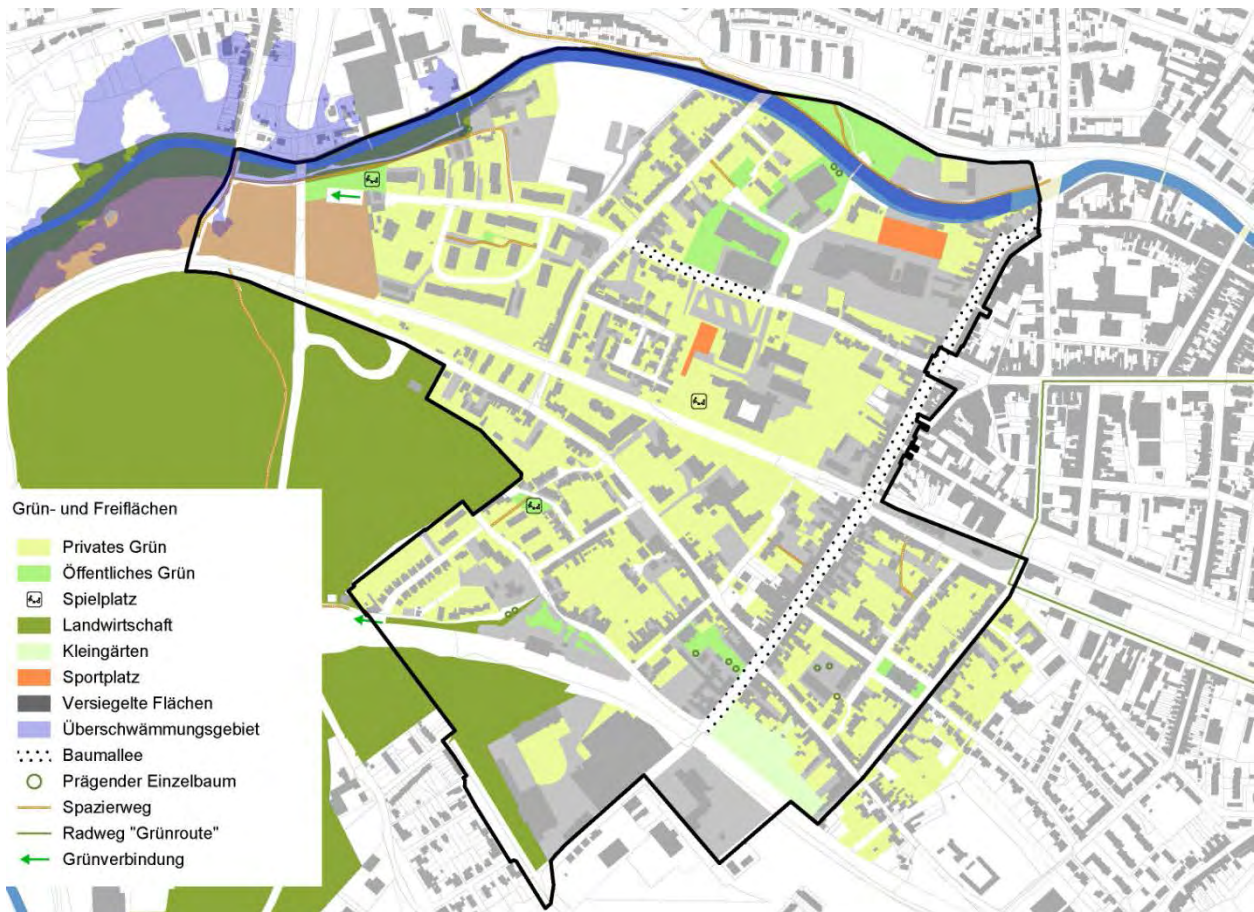 Grün- und Freiflächen
Privates Grün
Öffentliches Grün
Spielplatz
Landwirtschaft
Kleingärten
Sportplatz
Versiegelte Flächen
Überschwämmungsgebiet
Baumallee
Prägender Einzelbaum
Spazierweg
Radweg "Grünroute"
Grünverbindung